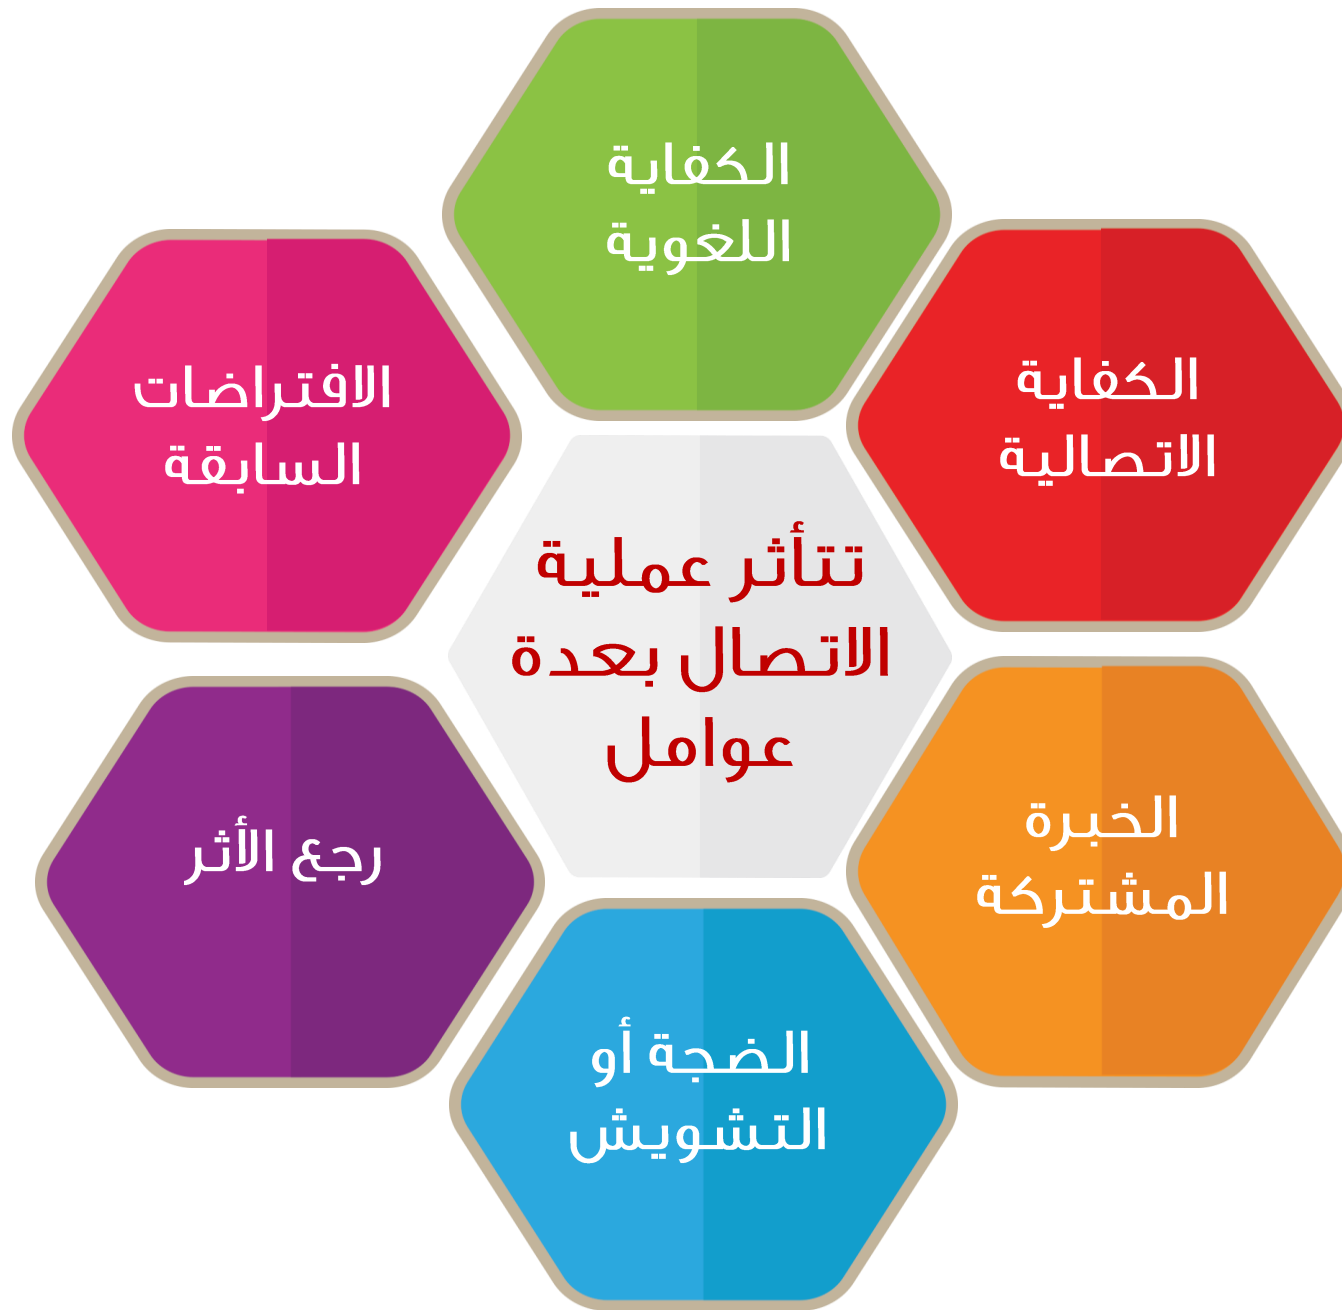 الكفاية
اللغوية
الكفاية
الاتصالية
الافتراضات
السابقة
تتأثر عملية
الاتصال بعدة
عوامل
الخبرة
المشتركة
رجع الأثر
الضجة أو
التشويش